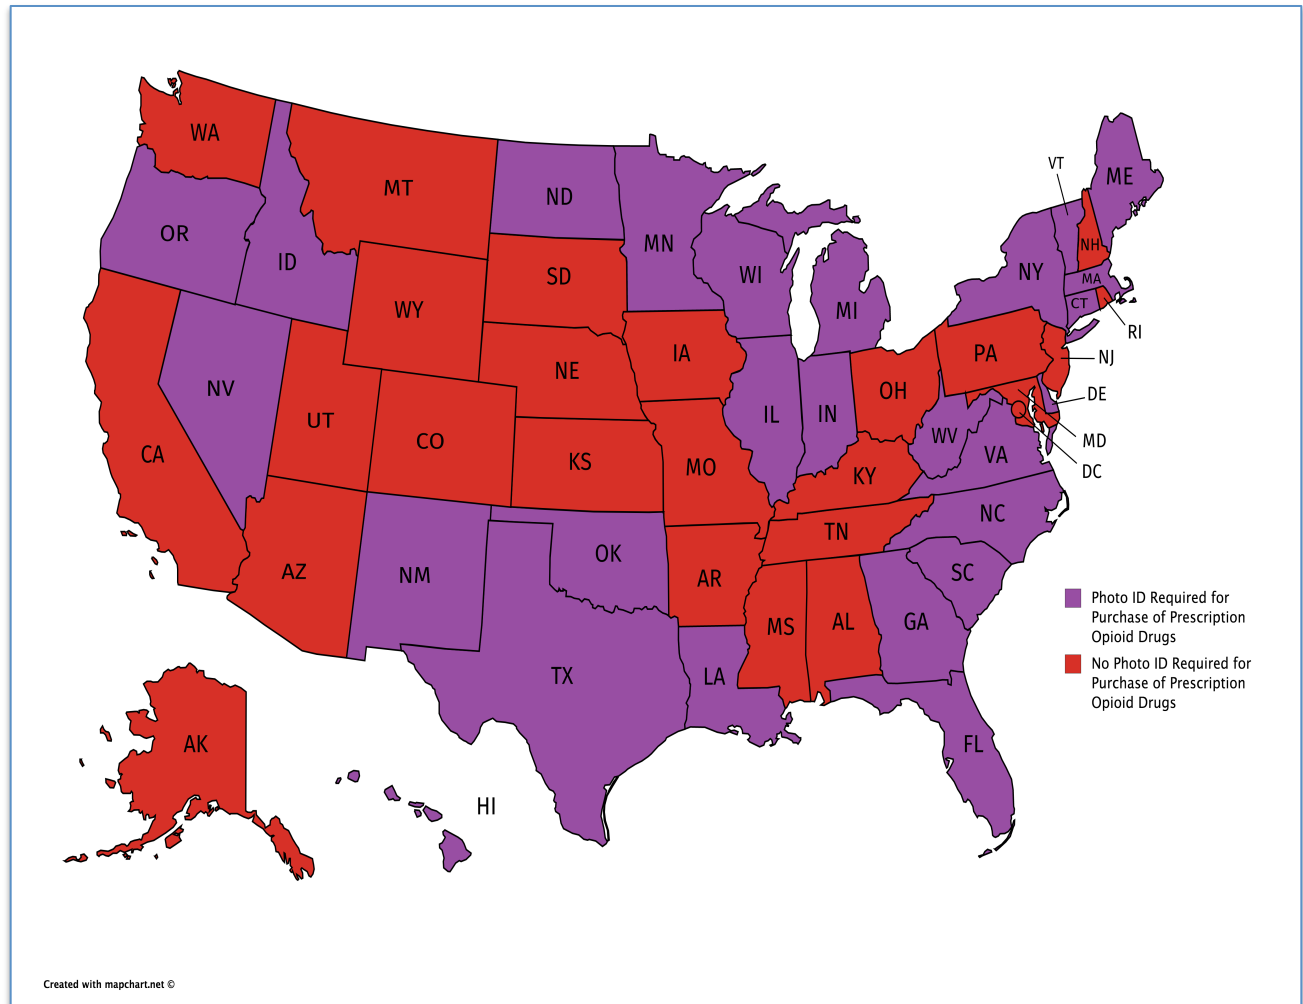 WA
MT
ND
MN
VT
ME
OR
ID
SD
WI
NY
NH
MA
CT
WY
MI
RI
IA
PA
NJ
NV
NE
OH
DE
UT
CO
IL
IN
WV
MD
CA
KS
MO
KY
VA
DC
NC
TN
AZ
NM
OK
AR
SC
MS
AL
GA
Photo ID Required for
Purchase of Prescription
Opioid Drugs
TX
LA
No Photo ID Required for
Purchase of Prescription
Opioid Drugs
AK
FL
HI
Created with mapchart.net ©